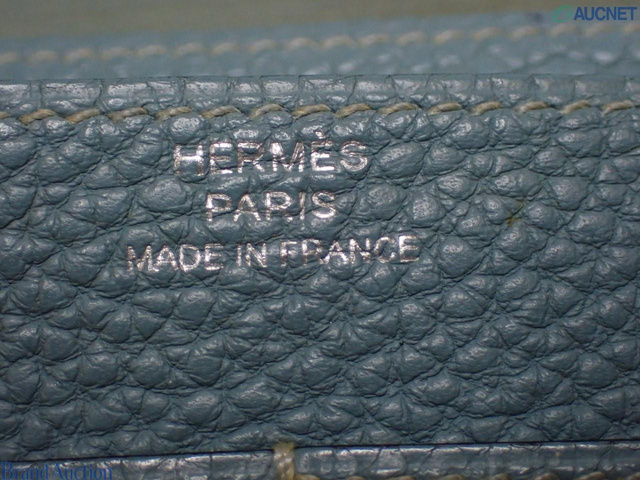 AUCNET
HERMÈS
PARIS
MADE IN FRANCE
Brand Auction